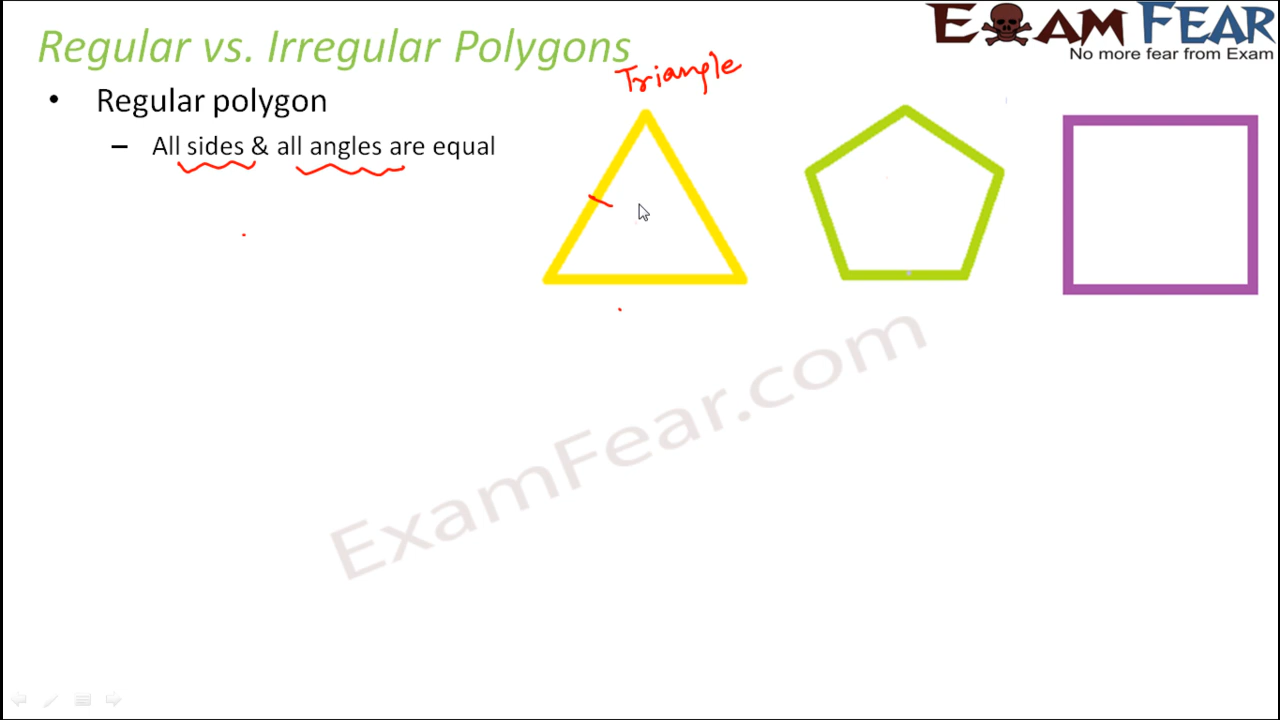 Regular vs. Irregular Polygons
EXAM FEAR
No more fear from Exam
Triangle
• Regular polygon
– All sides & all angles are equal
ExamFear.com